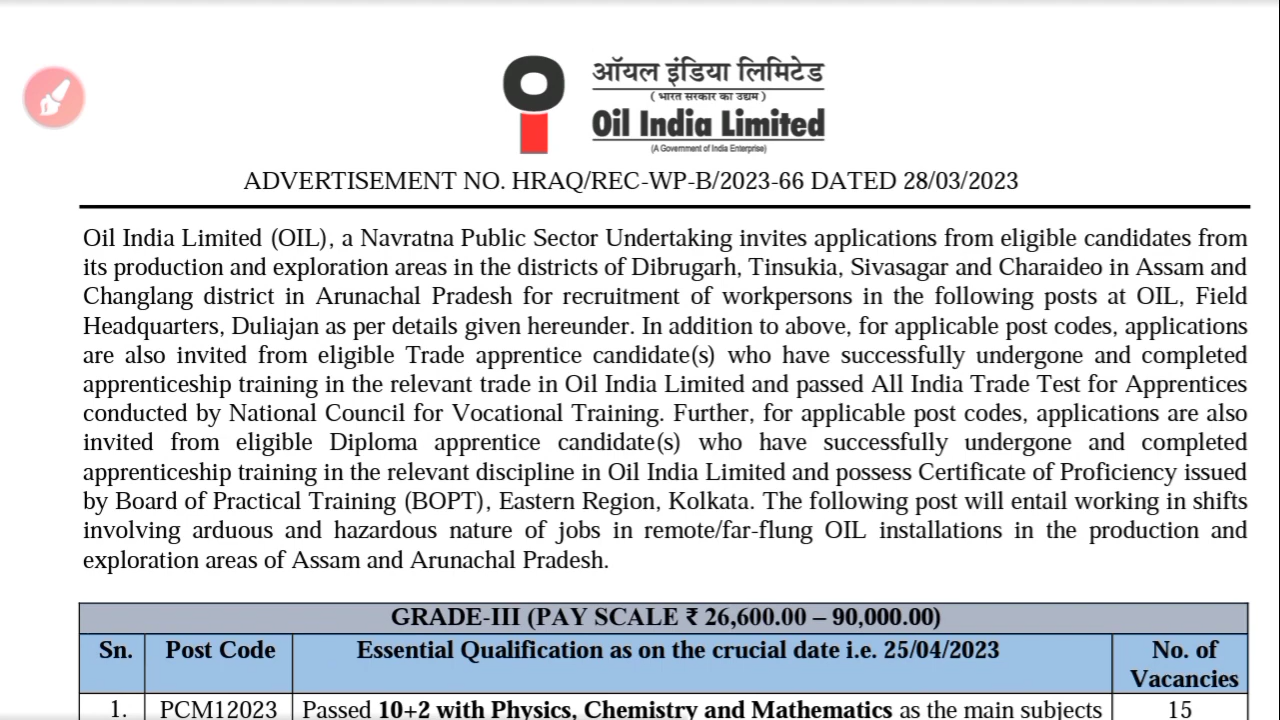 ऑयल इंडिया लिमिटेड
( भारत सरकार का उद्यम )
Oil India Limited
(A Government of India Enterprise)
ADVERTISEMENT NO. HRAQ/REC-WP-B/2023-66 DATED 28/03/2023
Oil India Limited (OIL), a Navratna Public Sector Undertaking invites applications from eligible candidates from
its production and exploration areas in the districts of Dibrugarh, Tinsukia, Sivasagar and Charaideo in Assam and
Changlang district in Arunachal Pradesh for recruitment of workpersons in the following posts at OIL, Field
Headquarters, Duliajan as per details given hereunder. In addition to above, for applicable post codes, applications
are also invited from eligible Trade apprentice candidate(s) who have successfully undergone and completed
apprenticeship training in the relevant trade in Oil India Limited and passed All India Trade Test for Apprentices
conducted by National Council for Vocational Training. Further, for applicable post codes, applications are also
invited from eligible Diploma apprentice candidate(s) who have successfully undergone and completed
apprenticeship training in the relevant discipline in Oil India Limited and possess Certificate of Proficiency issued
by Board of Practical Training (BOPT), Eastern Region, Kolkata. The following post will entail working in shifts
involving arduous and hazardous nature of jobs in remote/far-flung OIL installations in the production and
exploration areas of Assam and Arunachal Pradesh.
GRADE-III (PAY SCALE ₹ 26,600.00 – 90,000.00)
Sn. Post Code Essential Qualification as on the crucial date i.e. 25/04/2023 No. of
Vacancies
1. PCM12023 Passed 10+2 with Physics, Chemistry and Mathematics as the main subjects 15